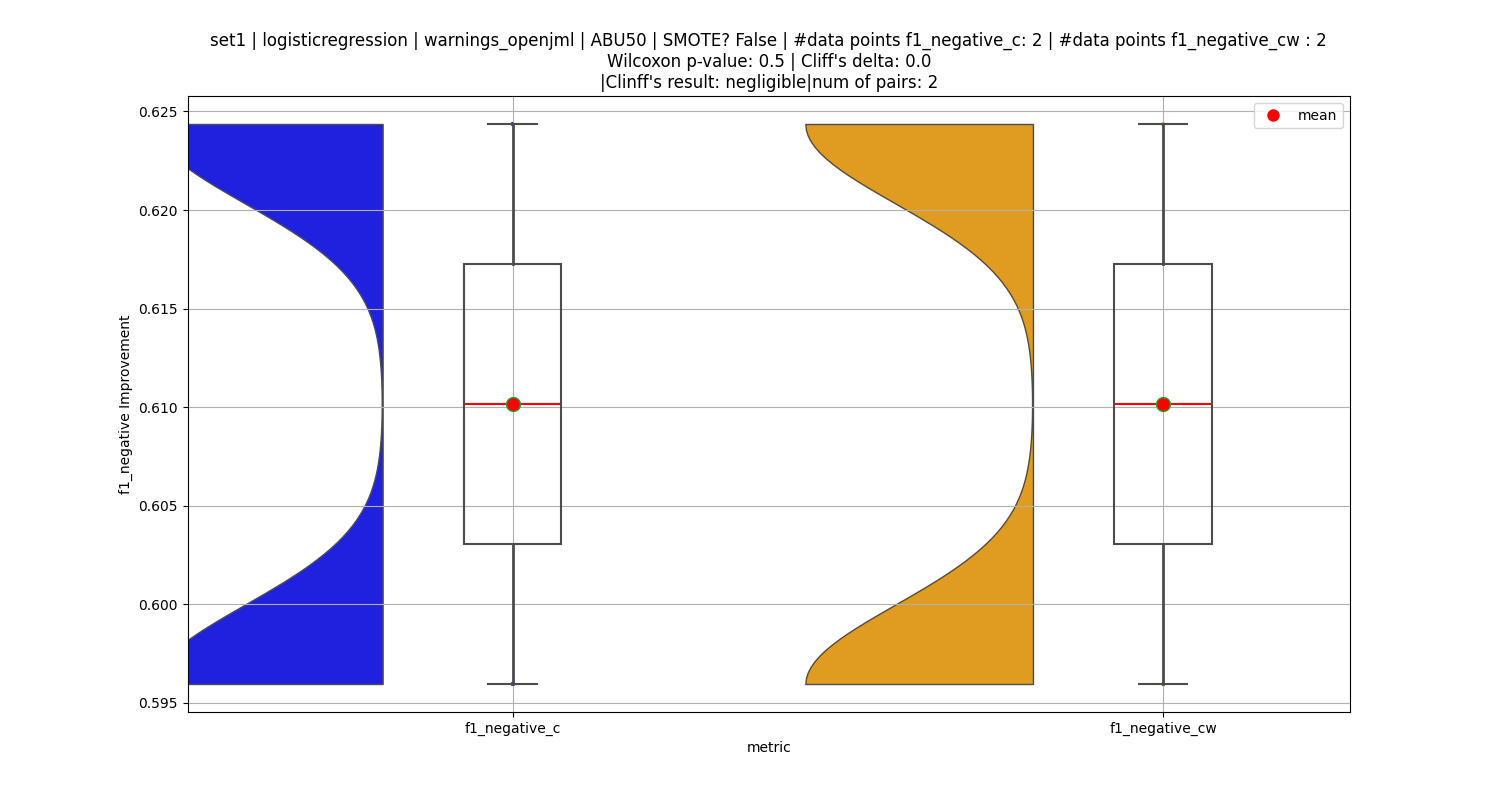 set1 | logisticregression | warnings_openjml | ABU50 | SMOTE? False | #data points f1_negative_c: 2 | #data points f1_negative_cw : 2
Wilcoxon p-value: 0.5 | Cliff's delta: 0.0
|Clinff's result: negligible|num of pairs: 2
mean
0.625
0.620
0.615
0.610
0.605
0.600
0.595
f1_negative Improvement
f1_negative_c
f1_negative_cw
metric